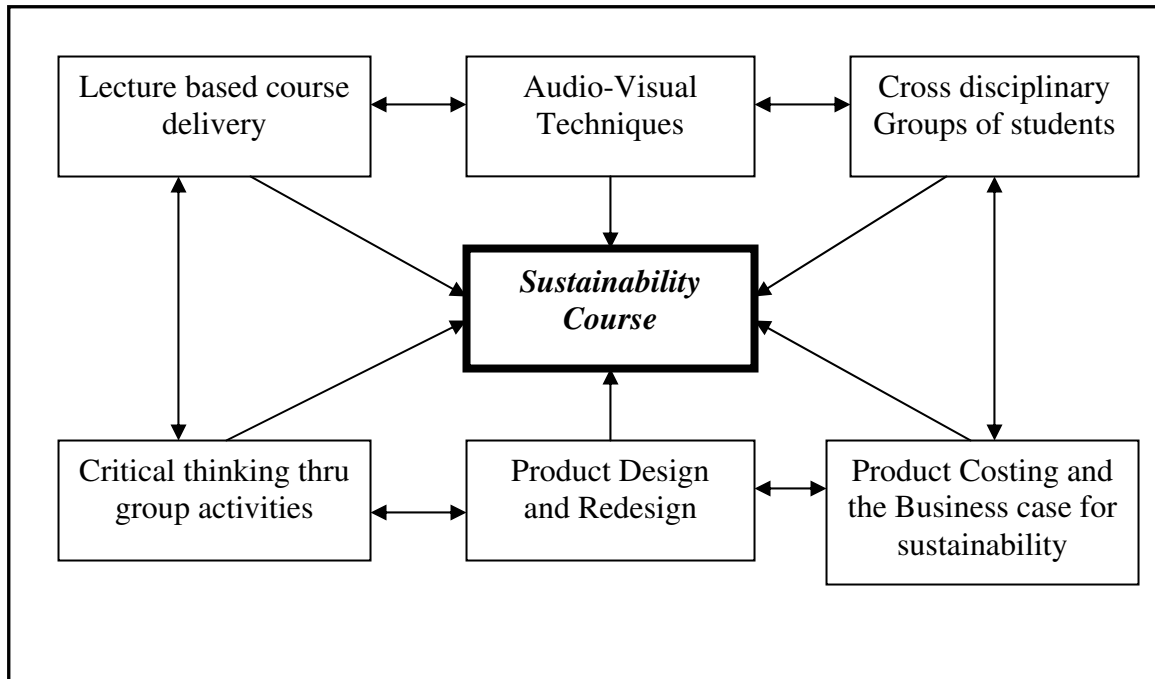 Lecture based course
delivery
Audio-Visual
Techniques
Cross disciplinary
Groups of students
Sustainability
Course
Critical thinking thru
group activities
Product Design
and Redesign
Product Costing and
the Business case for
sustainability